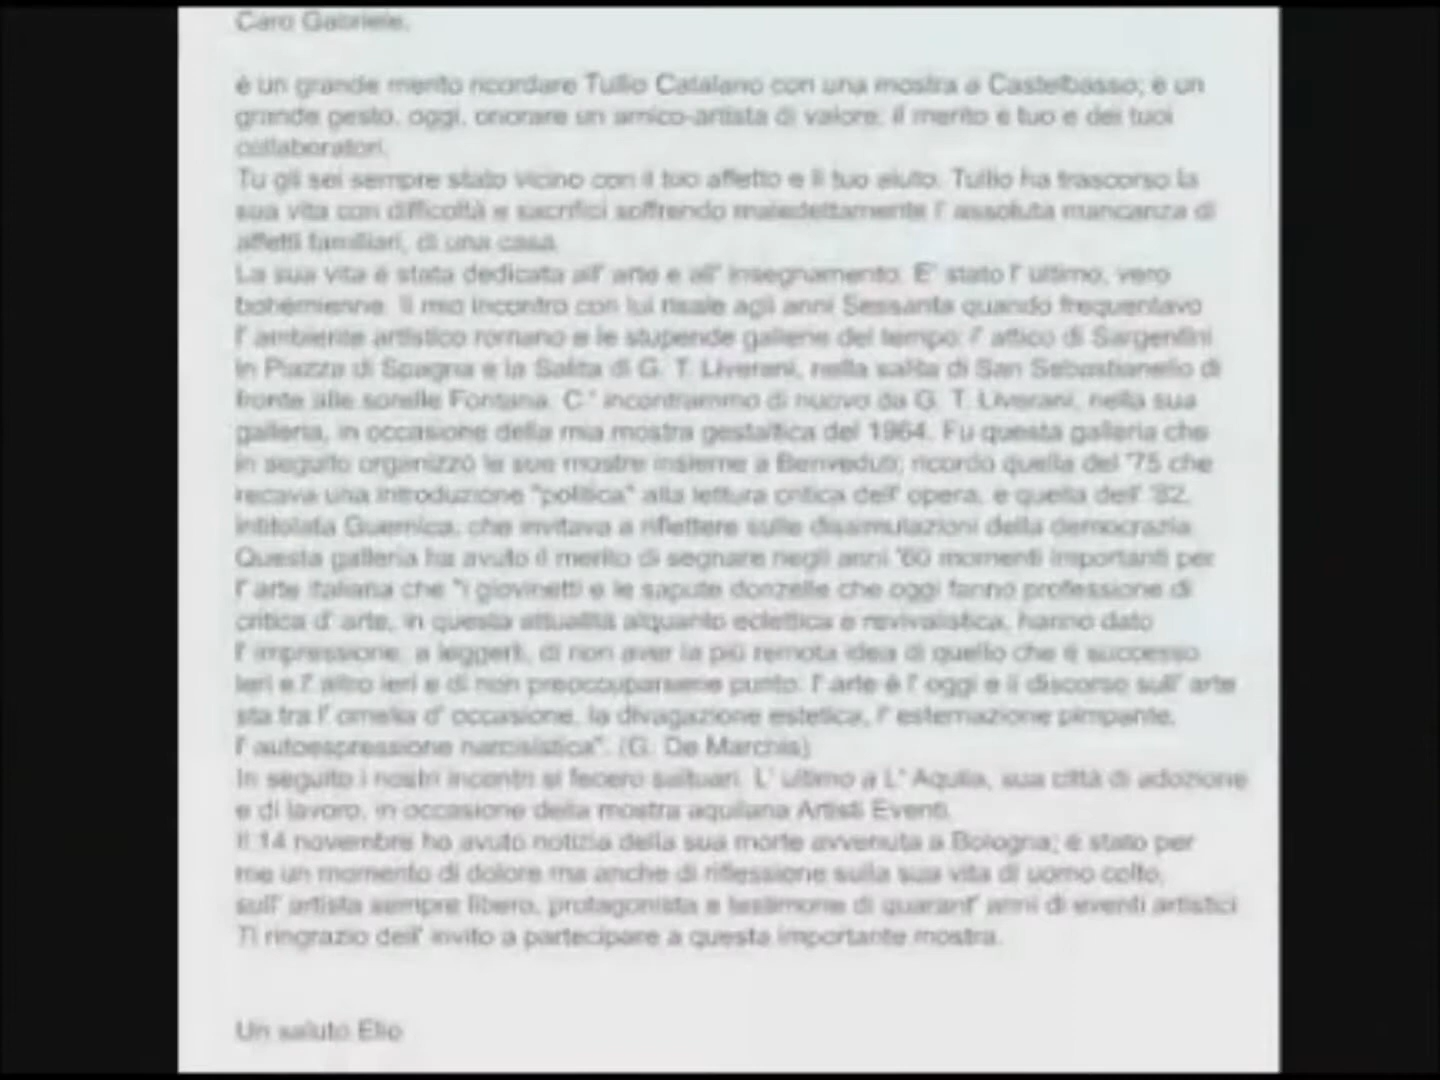 Caro Gabriele,
è un grande merito ricordare Tullio Catalano con una mostra a Castelbasso; è un
grande gesto, oggi, onorare un amico-artista di valore; il merito è tuo e dei tuoi
collaboratori.
Tu gli sei sempre stato vicino con il tuo affetto e il tuo aiuto. Tullio ha trascorso la
sua vita con difficoltà e sacrifici soffrendo maledettamente l' assoluta mancanza di
affetti familiari, di una casa.
La sua vita è stata dedicata all' arte e all' insegnamento. E' stato l' ultimo, vero
bohémienne. Il mio incontro con lui risale agli anni Sessanta quando frequentavo
l' ambiente artistico romano e le stupende gallerie del tempo: l' attico di Sargentini
in Piazza di Spagna e la Salita di G. T. Liverani, nella salita di San Sebastianello di
fronte alle sorelle Fontana. C' incontrammo di nuovo da G. T. Liverani, nella sua
galleria, in occasione della mia mostra gestaltica del 1964. Fu questa galleria che
in seguito organizzò le sue mostre insieme a Benveduti; ricordo quella del '75 che
recava una introduzione "politica" alla lettura critica dell' opera, e quella dell' '82,
intitolata Guernica, che invitava a riflettere sulle dissimulazioni della democrazia.
Questa galleria ha avuto il merito di segnare negli anni '60 momenti importanti per
l' arte italiana che "i giovinetti e le sapute donzelle che oggi fanno professione di
critica d' arte, in questa attualità alquanto eclettica e revivalistica, hanno dato
l' impressione, a leggerli, di non aver la più remota idea di quello che è successo
ieri e l' altro ieri e di non preoccuparsene punto: l' arte è l' oggi e il discorso sull' arte
sta tra l' omelia d' occasione, la divagazione estetica, l' esternazione pimpante,
l' autoespressione narcisistica". (G. De Marchis)
In seguito i nostri incontri si fecero saltuari. L' ultimo a L' Aquila, sua città di adozione
e di lavoro, in occasione della mostra aquilana Artisti Eventi.
Il 14 novembre ho avuto notizia della sua morte avvenuta a Bologna; è stato per
me un momento di dolore ma anche di riflessione sulla sua vita di uomo colto,
sull' artista sempre libero, protagonista e testimone di quarant' anni di eventi artistici.
Ti ringrazio dell' invito a partecipare a questa importante mostra.
Un saluto Elio